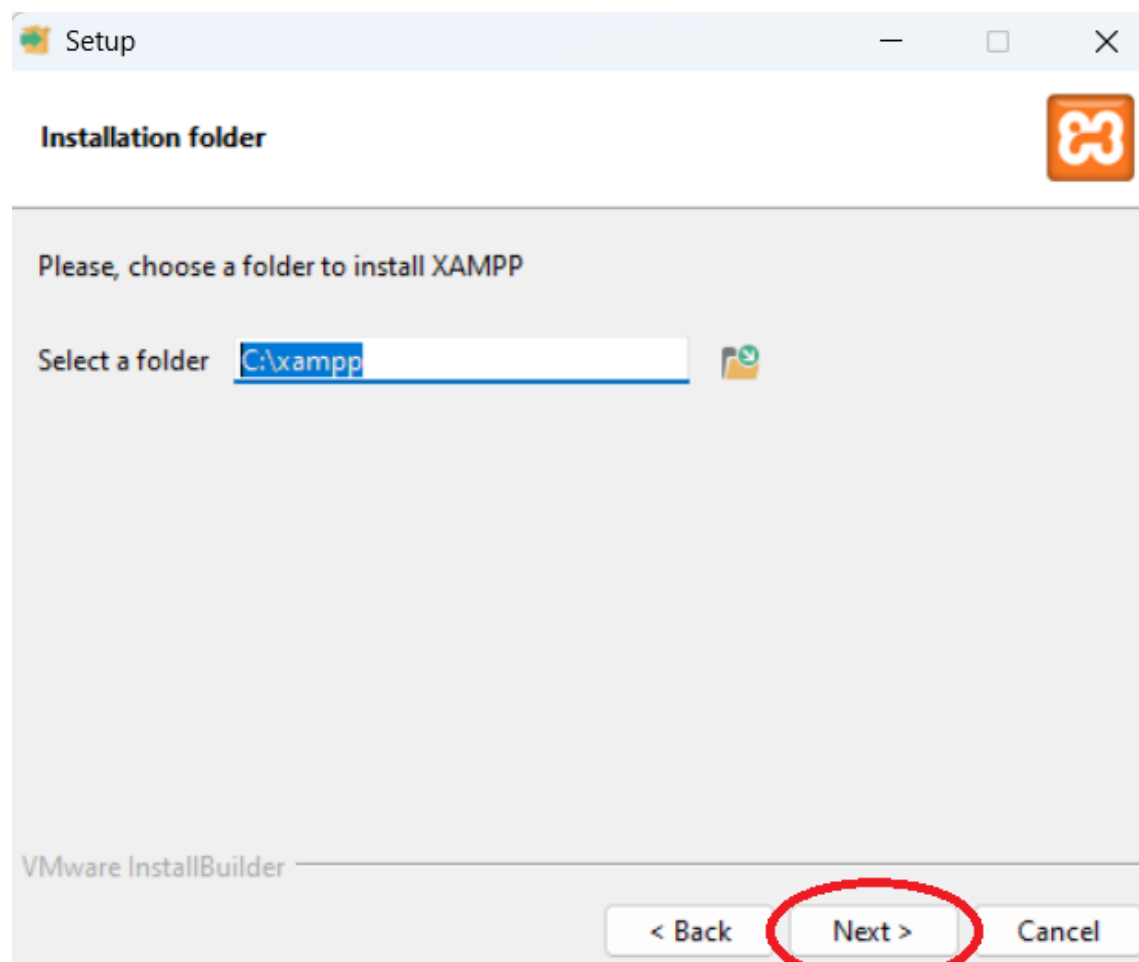 Setup
Installation folder
Please, choose a folder to install XAMPP
Select a folder C:\xampp
VMware InstallBuilder
< Back Next > Cancel